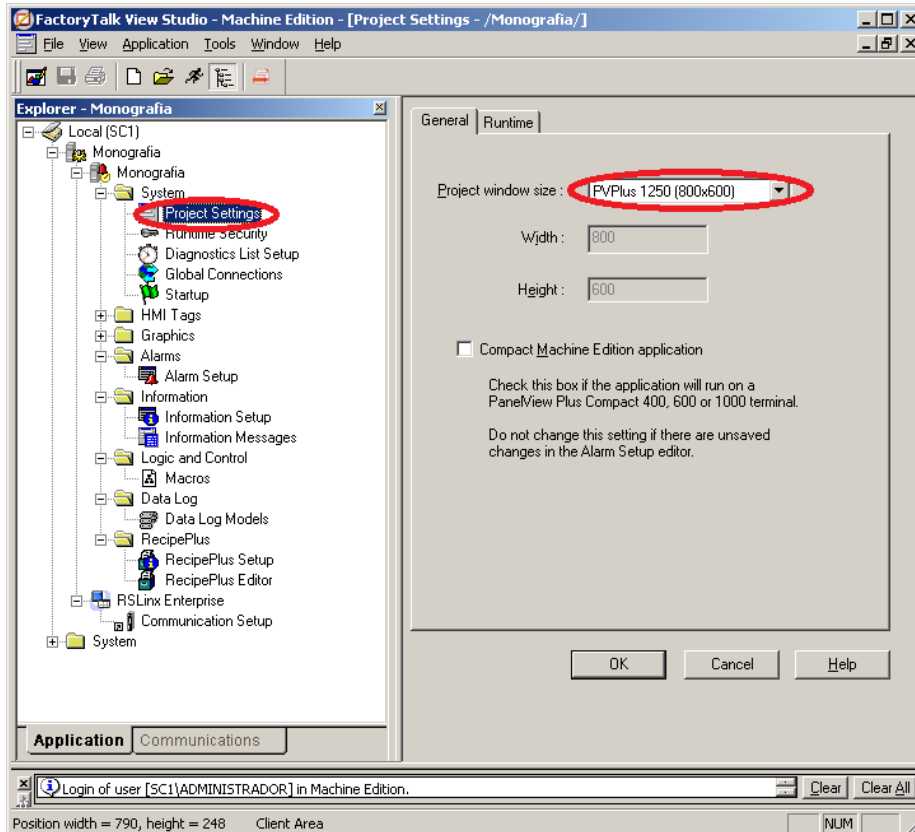 FactoryTalk View Studio - Machine Edition - [Project Settings - /Monografia/]
File View Application Tools Window Help
Explorer - Monografia
Local (SC1)
Monografia
Monografia
System
Project Settings
Runtime Security
Diagnostics List Setup
Global Connections
Startup
HMI Tags
Graphics
Alarms
Alarm Setup
Information
Information Setup
Information Messages
Logic and Control
Macros
Data Log
Data Log Models
RecipePlus
RecipePlus Setup
RecipePlus Editor
RSLinx Enterprise
Communication Setup
System
Application Communications
General Runtime
Project window size : PVPlus 1250 (800x600)
Width : 800
Height : 600
Compact Machine Edition application
Check this box if the application will run on a
PanelView Plus Compact 400, 600 or 1000 terminal.
Do not change this setting if there are unsaved
changes in the Alarm Setup editor.
OK Cancel Help
Login of user [SC1\ADMINISTRADOR] in Machine Edition. Clear Clear All
Position width = 790, height = 248 Client Area NUM